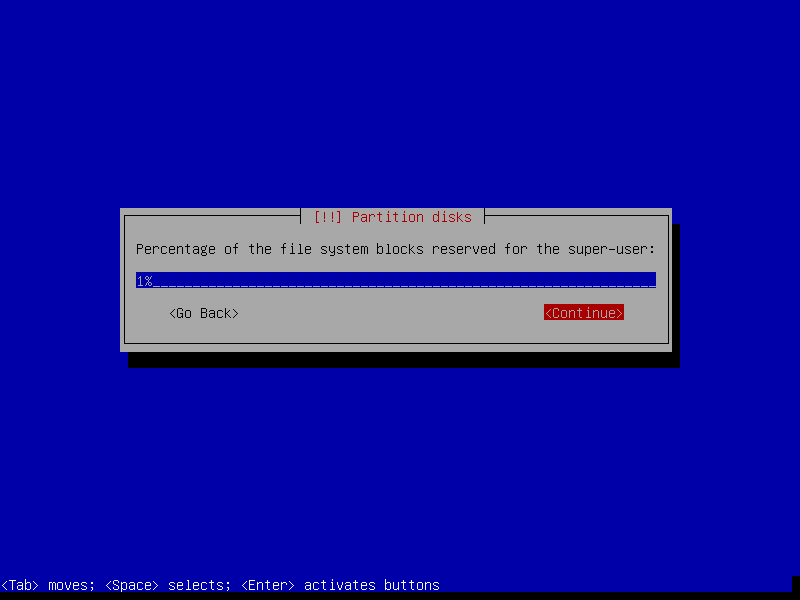 [!!] Partition disks
Percentage of the file system blocks reserved for the super-user:
1%
<Go Back> <Continue>
<Tab> moves; <Space> selects; <Enter> activates buttons